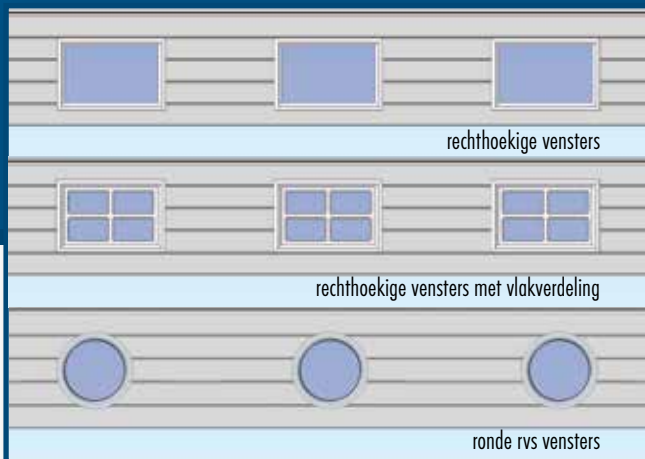 rechthoekige vensters
rechthoekige vensters met vlakverdeling
ronde rvs vensters